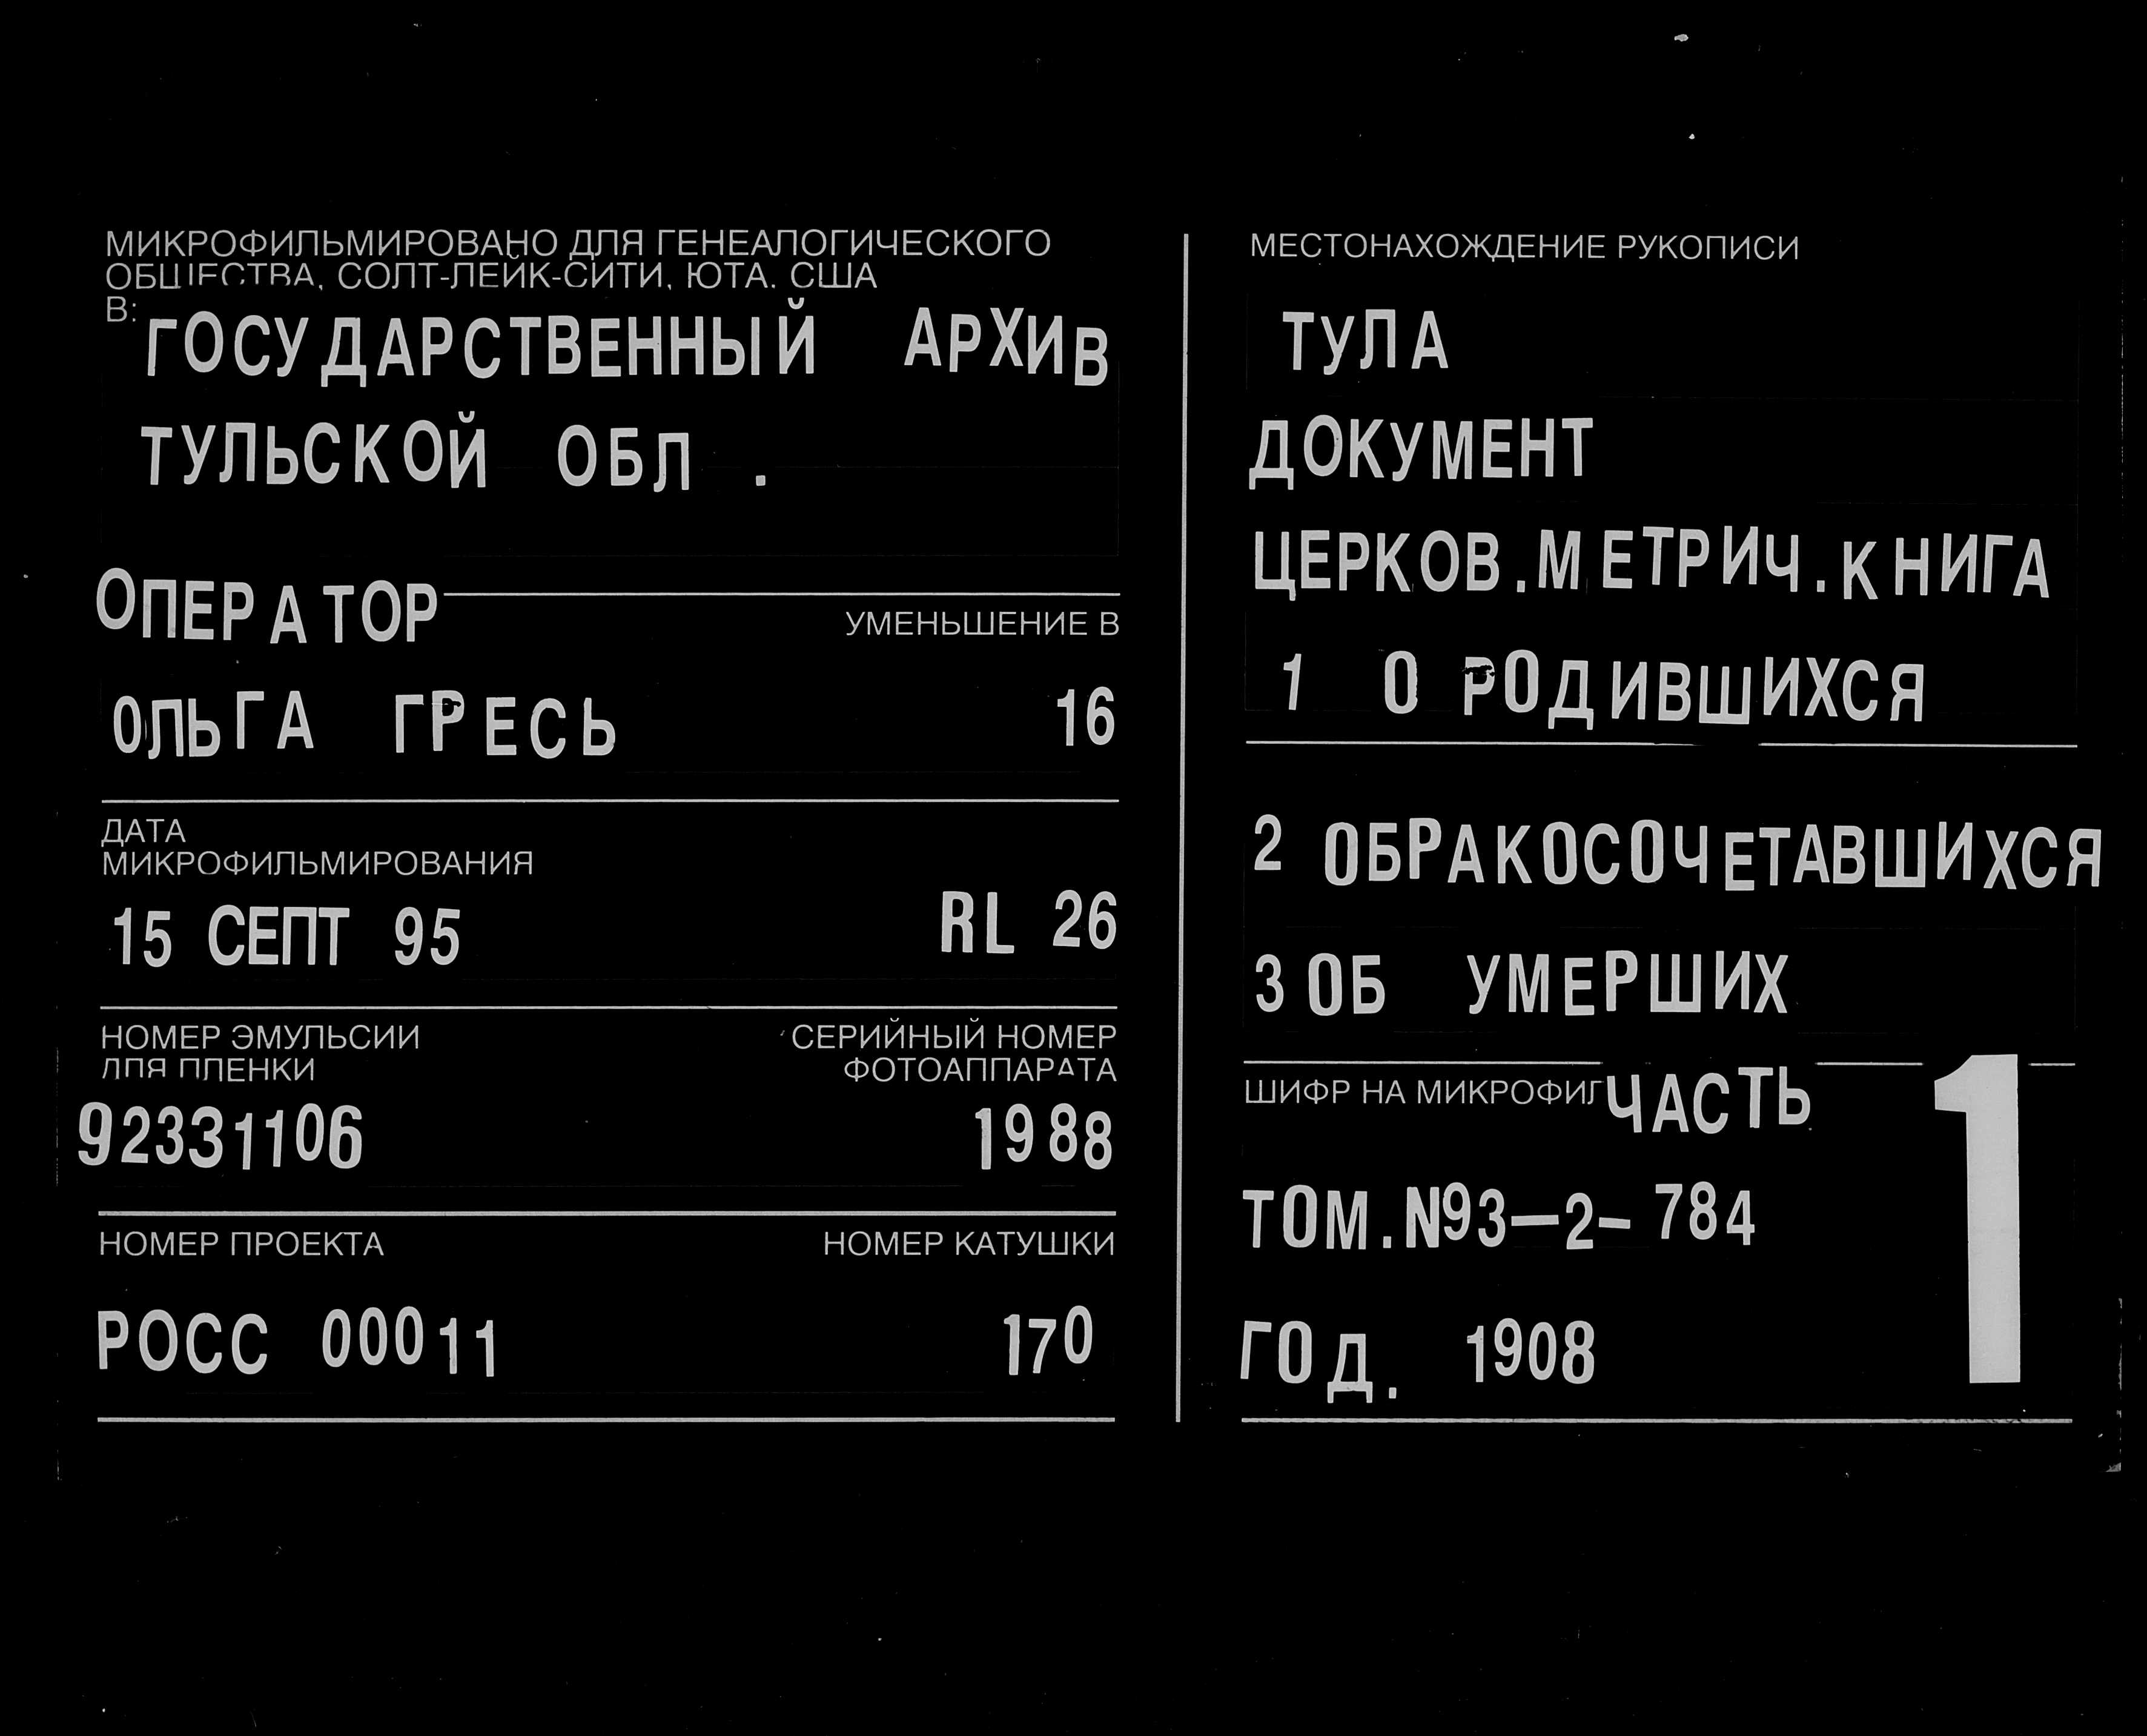 МИКРОФИЛЬМИРОВАНО ДЛЯ ГЕНЕАЛОГИЧЕСКОГО
ОБЩЕСТВА, СОЛТ-ЛЕЙК-СИТИ, ЮТА. США
В:
ГОСУДАРСТВЕННЫЙ АРХИВ
ТУЛЬСКОЙ ОБЛ .
ОПЕРАТОР
УМЕНЬШЕНИЕ В
ОЛЬГА ГРЕСЬ 16
ДАТА
МИКРОФИЛЬМИРОВАНИЯ
15 СЕПТ 95 RL 26
НОМЕР ЭМУЛЬСИИ
ДЛЯ ПЛЕНКИ
СЕРИЙНЫЙ НОМЕР
ФОТОАППАРАТА
92331106 1988
НОМЕР ПРОЕКТА НОМЕР КАТУШКИ
РОСС 00011 170
МЕСТОНАХОЖДЕНИЕ РУКОПИСИ
ТУЛА
ДОКУМЕНТ
ЦЕРКОВ.МЕТРИЧ.КНИГА
1 О РОДИВШИХСЯ
2 ОБРАКОСОЧЕТАВШИХСЯ
3 ОБ УМЕРШИХ
ШИФР НА МИКРОФИЛ ЧАСТЬ 1
ТОМ.N93-2-784
ГОД. 1908